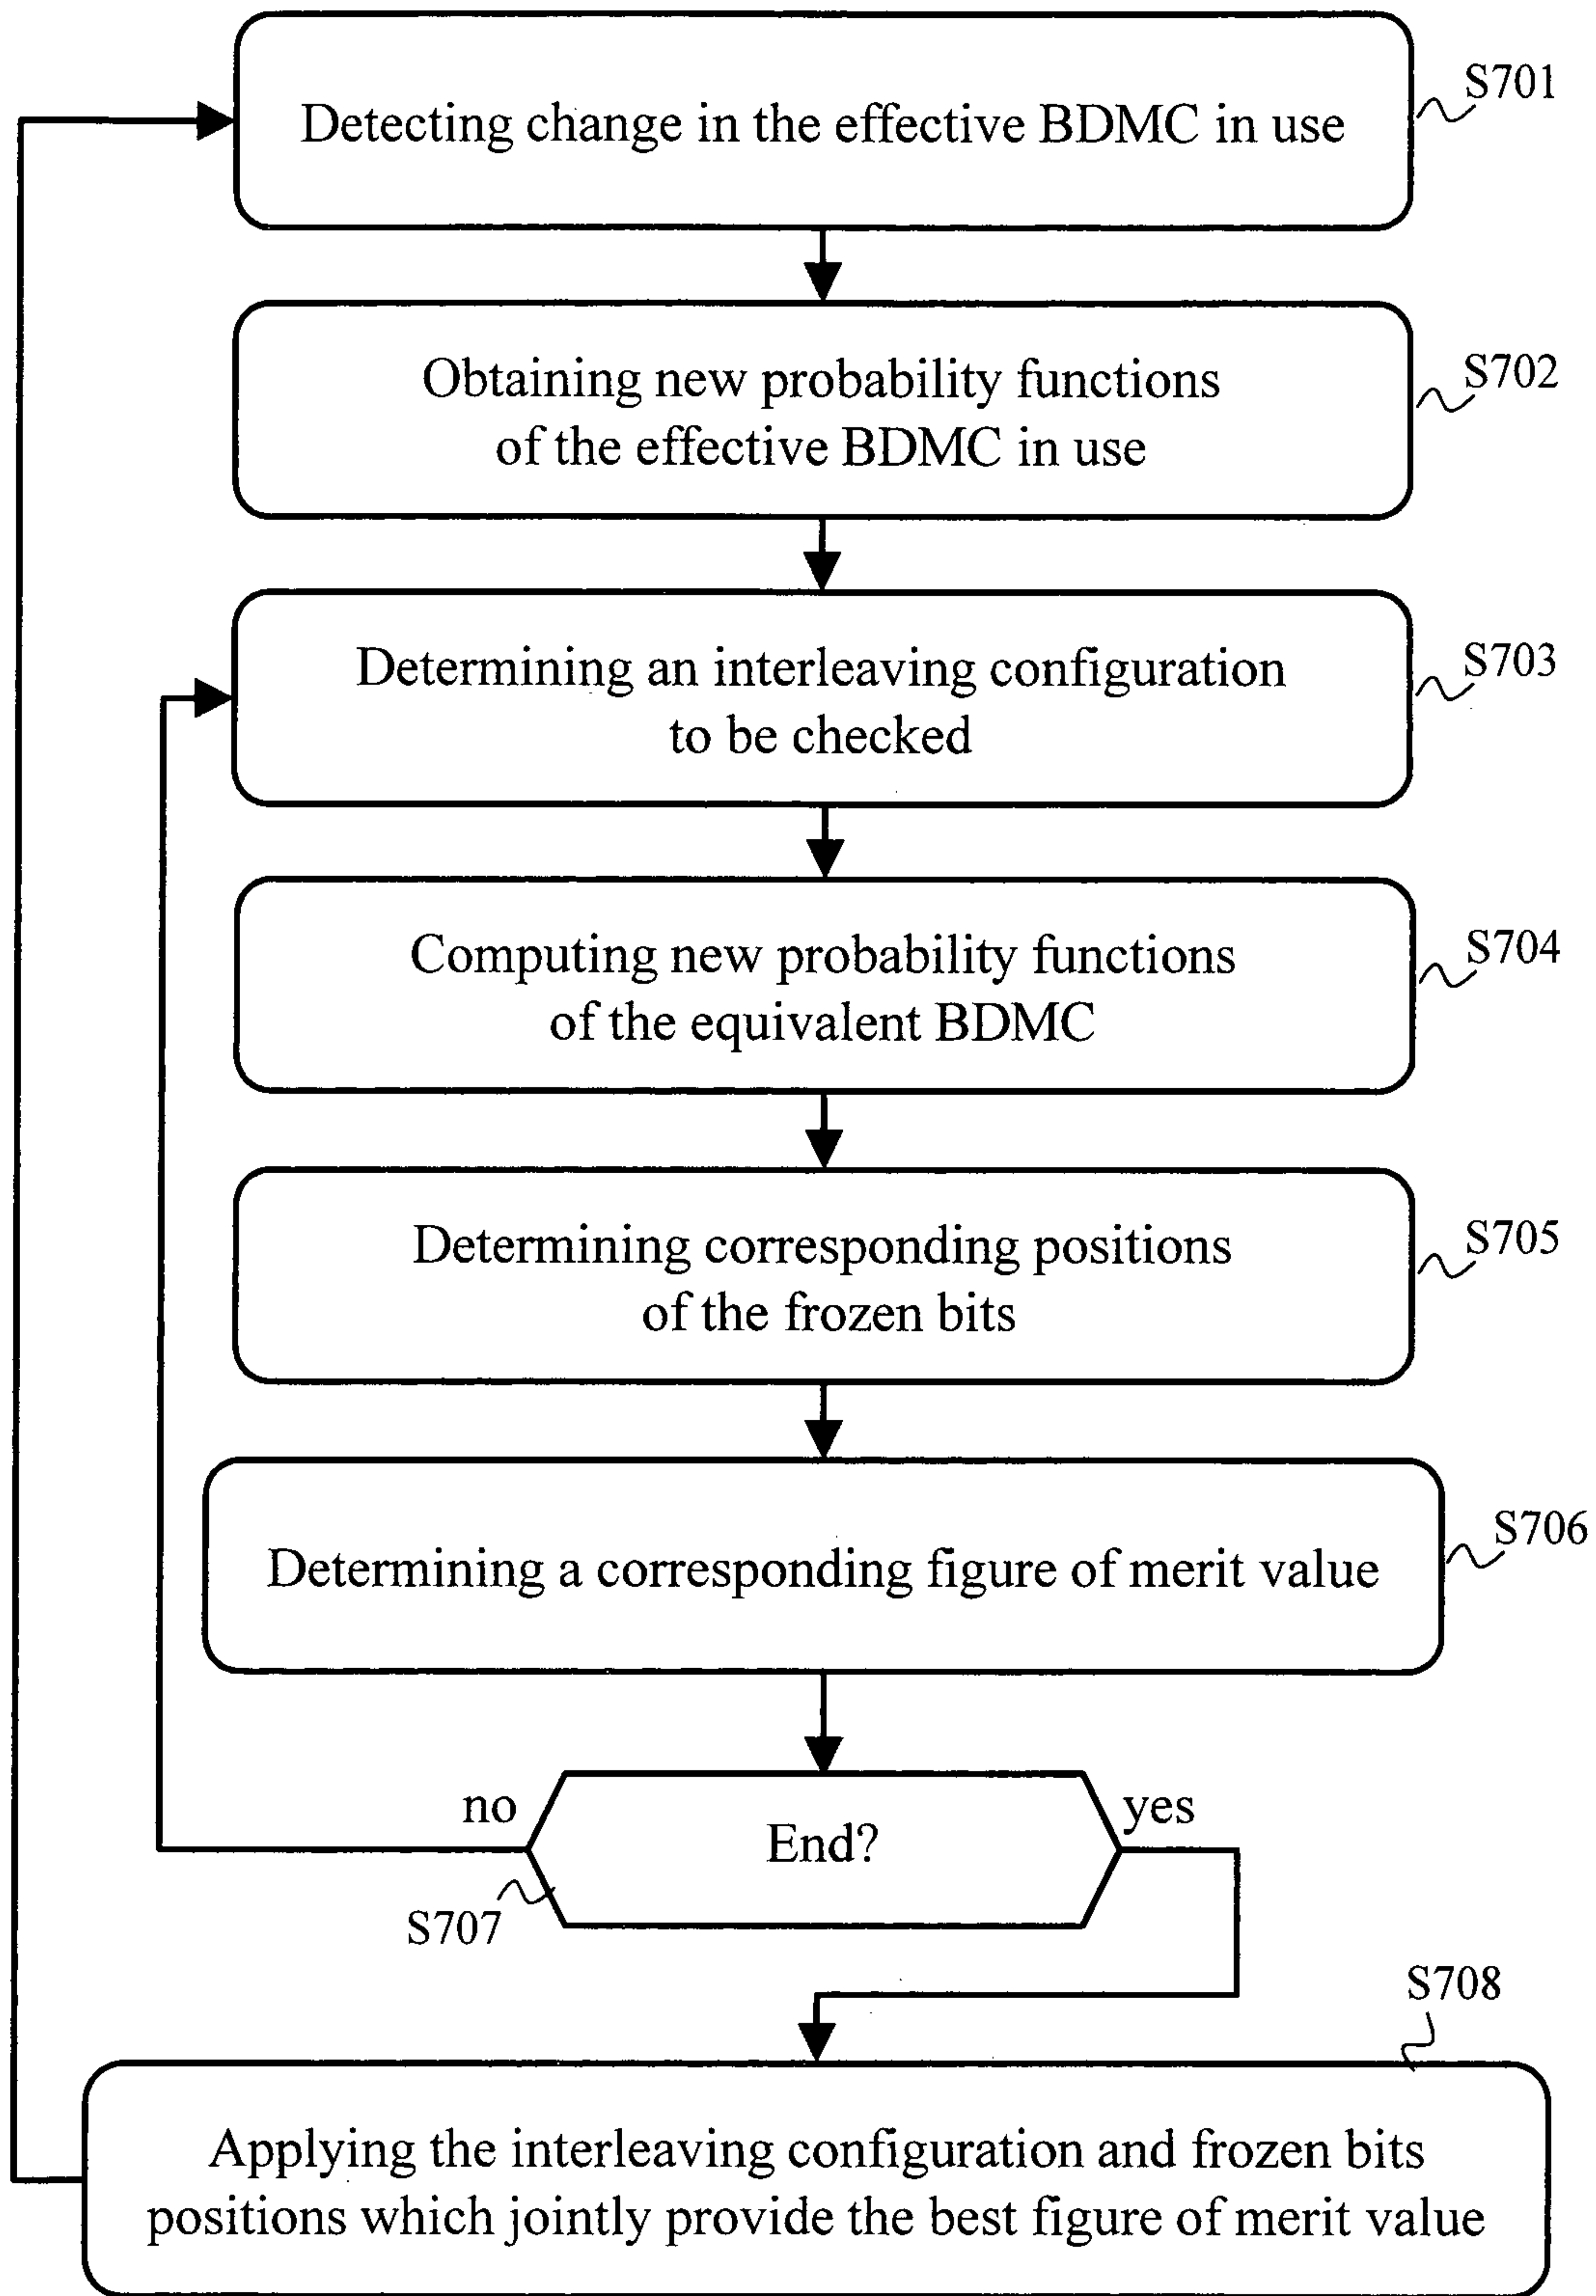 Detecting change in the effective BDMC in use
S701
Obtaining new probability functions
of the effective BDMC in use
S702
Determining an interleaving configuration
to be checked
S703
Computing new probability functions
of the equivalent BDMC
S704
Determining corresponding positions
of the frozen bits
S705
Determining a corresponding figure of merit value
S706
no
End?
yes
S707
S708
Applying the interleaving configuration and frozen bits
positions which jointly provide the best figure of merit value